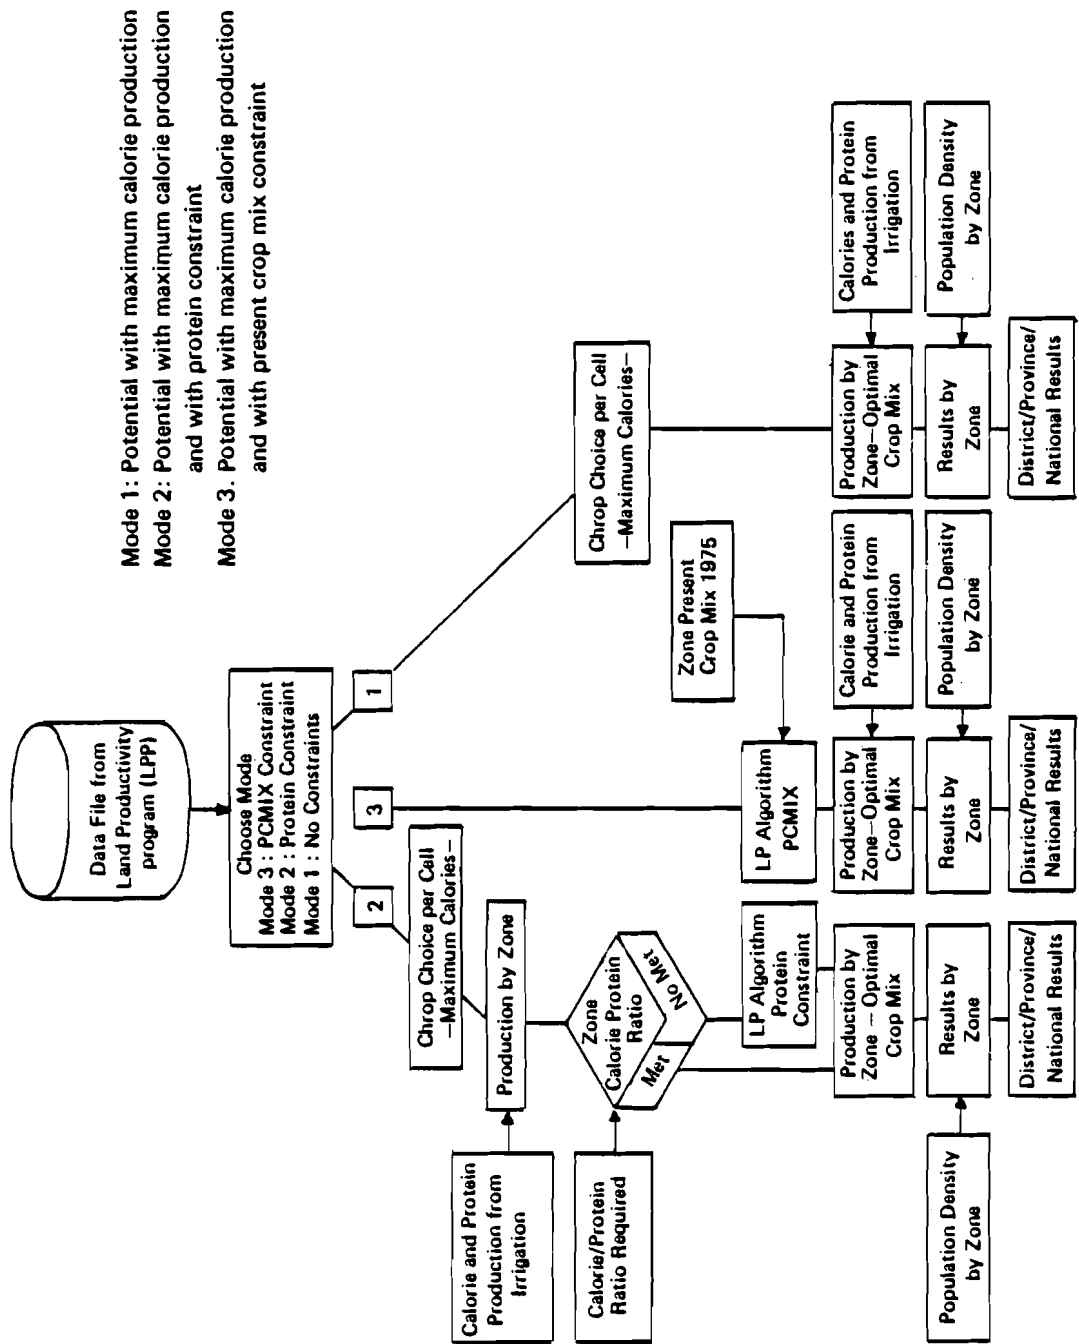 Mode 1: Potential with maximum calorie production
Mode 2: Potential with maximum calorie production
and with protein constraint
Mode 3. Potential with maximum calorie production
and with present crop mix constraint
Data File from
Land Productivity
program (LPP)
Choose Mode
Mode 3 : PCMIX Constraint
Mode 2 : Protein Constraint
Mode 1 : No Constraints
2
3
1
Chrop Choice per Cell
—Maximum Calories—
Calorie and Protein
Production from
Irrigation
Production by Zone
Calorie/Protein
Ratio Required
Zone
Calorie Protein
Ratio
Met
No Met
Chrop Choice per Cell
—Maximum Calories—
Zone Present
Crop Mix 1975
LP Algorithm
Protein
Constraint
LP Algorithm
PCMIX
Production by
Zone — Optimal
Crop Mix
Production by
Zone—Optimal
Crop Mix
Calorie and Protein
Production from
Irrigation
Production by
Zone—Optimal
Crop Mix
Calories and Protein
Production from
Irrigation
Population Density
by Zone
Results by
Zone
Results by
Zone
Population Density
by Zone
Results by
Zone
Population Density
by Zone
District/Province/
National Results
District/Province/
National Results
District/Province/
National Results